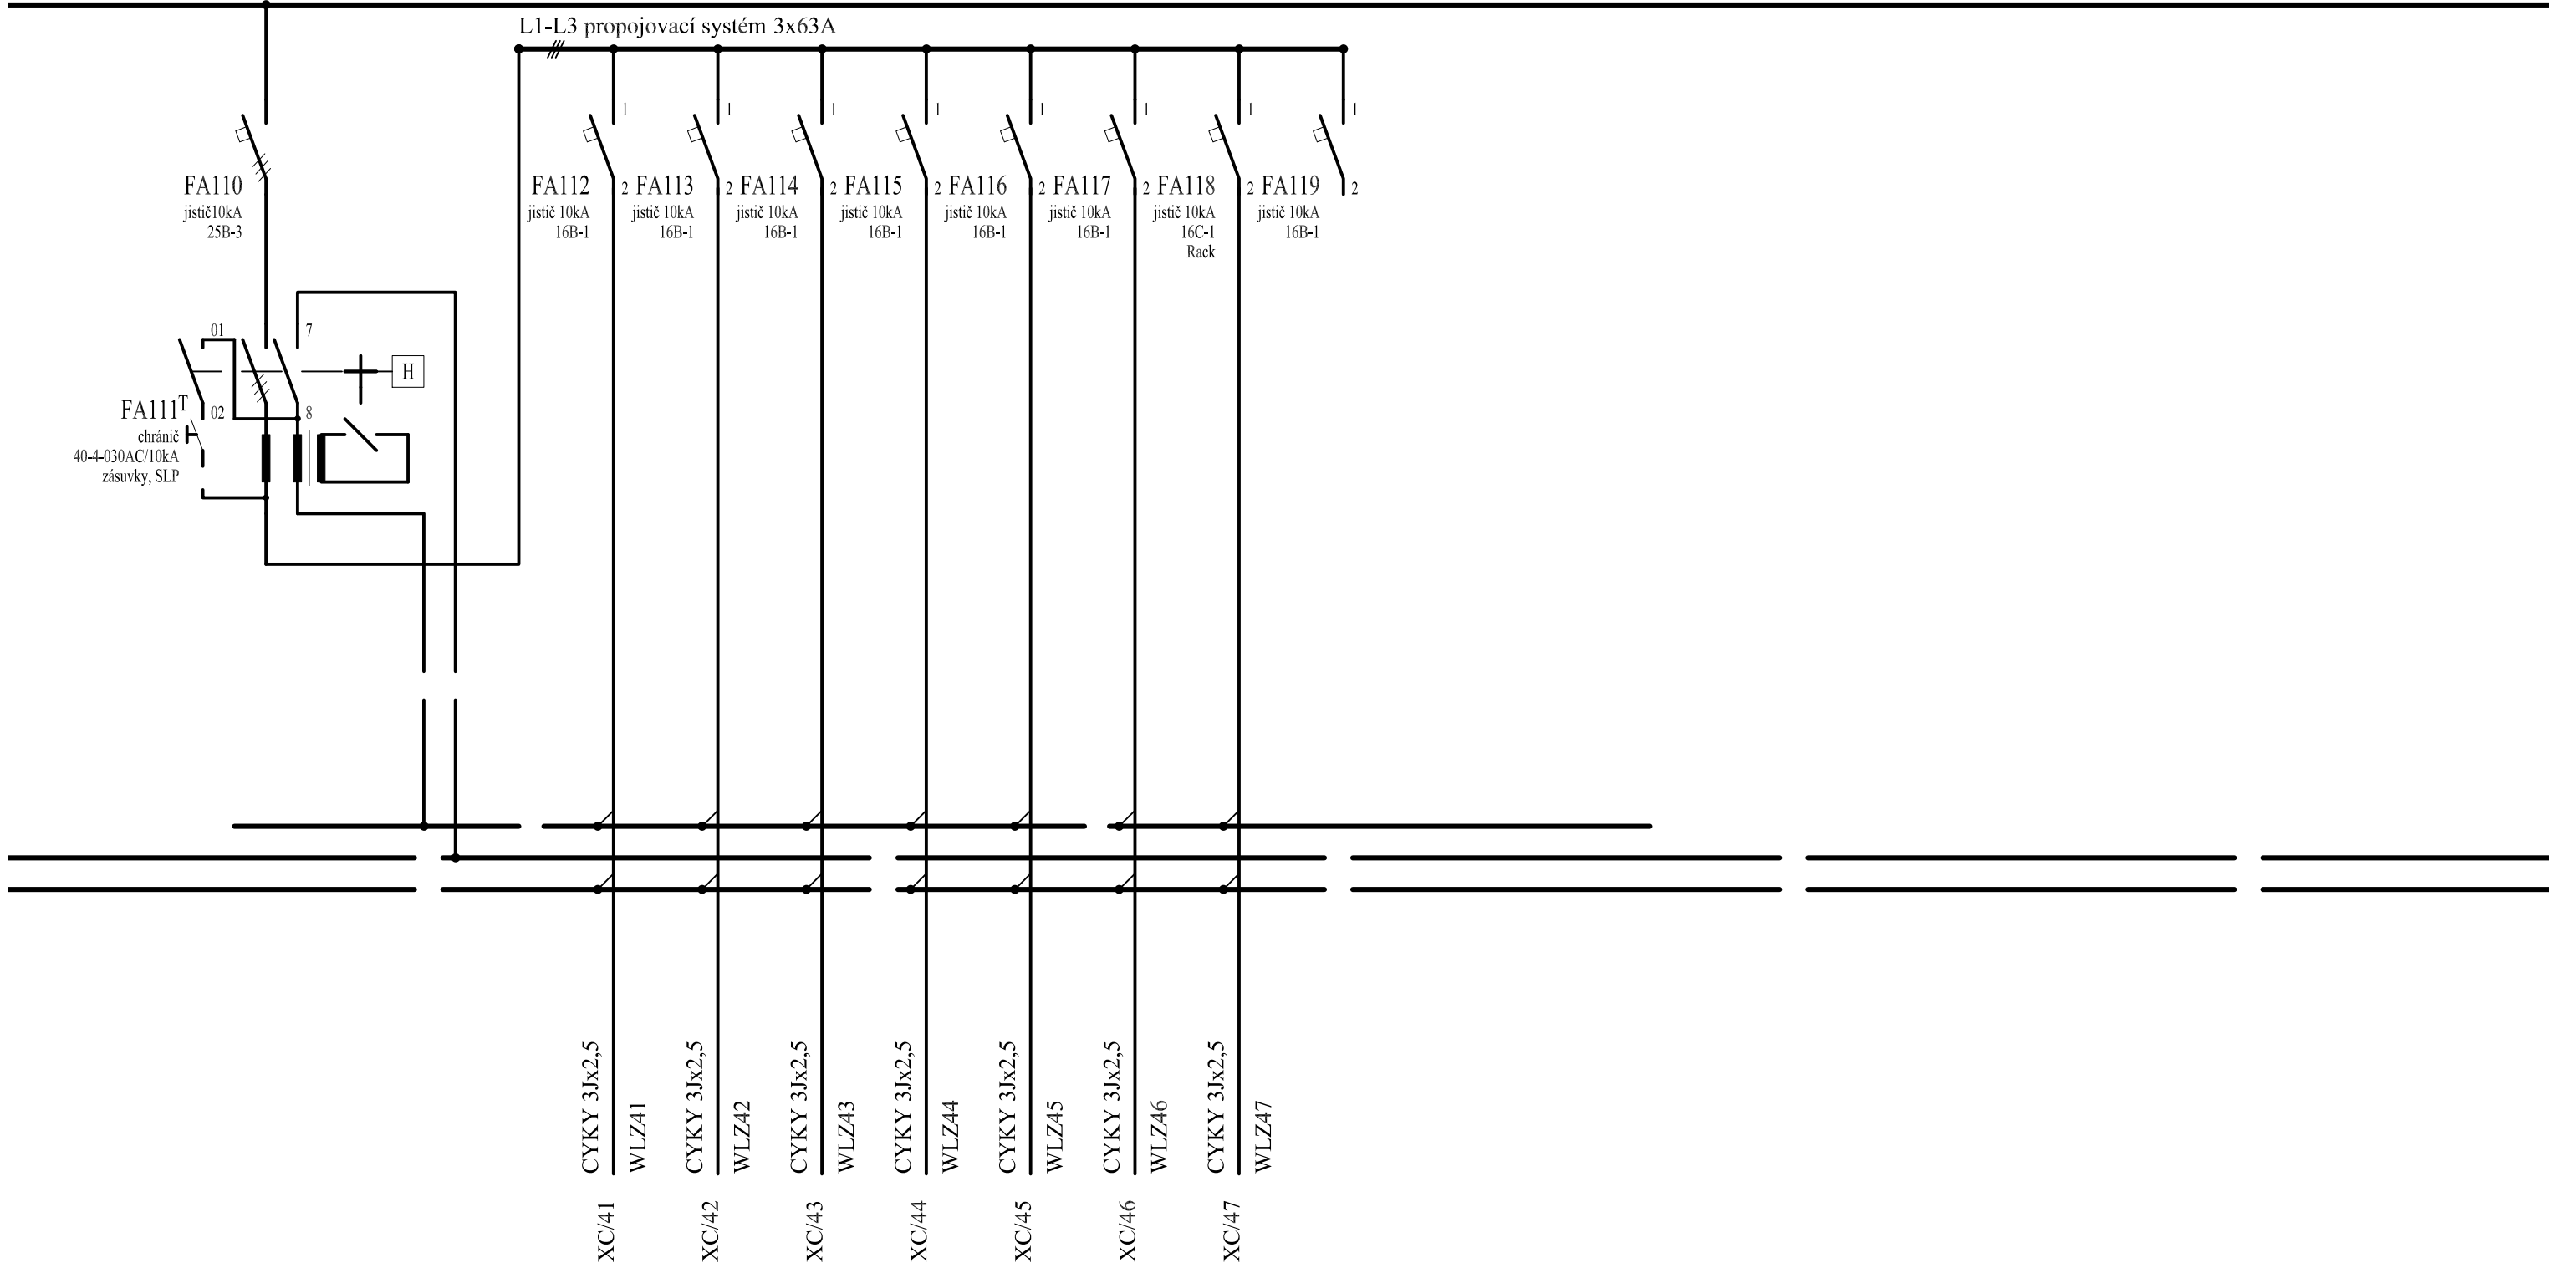 L1-L3 propojovací systém 3x63A
FA110
jistič10kA
25B-3
1
FA112
jistič 10kA
16B-1
2
1
FA113
jistič 10kA
16B-1
2
1
FA114
jistič 10kA
16B-1
2
1
FA115
jistič 10kA
16B-1
2
1
FA116
jistič 10kA
16B-1
2
1
FA117
jistič 10kA
16B-1
2
1
FA118
jistič 10kA
16C-1
Rack
2
1
FA119
jistič 10kA
16B-1
2
01
7
H
FA111
T
02
8
chránič
40-4-030AC/10kA
zásuvky, SLP
CYKY 3Jx2,5
WLZ41
CYKY 3Jx2,5
WLZ42
CYKY 3Jx2,5
WLZ43
CYKY 3Jx2,5
WLZ44
CYKY 3Jx2,5
WLZ45
CYKY 3Jx2,5
WLZ46
CYKY 3Jx2,5
WLZ47
XC/41
XC/42
XC/43
XC/44
XC/45
XC/46
XC/47